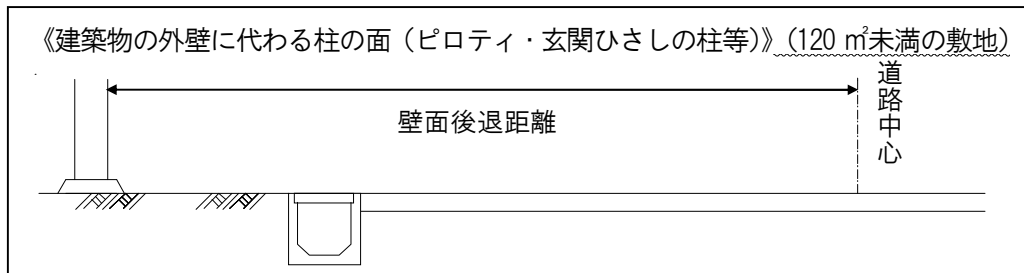 《建築物の外壁に代わる柱の面（ピロティ・玄関ひさしの柱等）》(120 ㎡未満の敷地)
道路中心
壁面後退距離